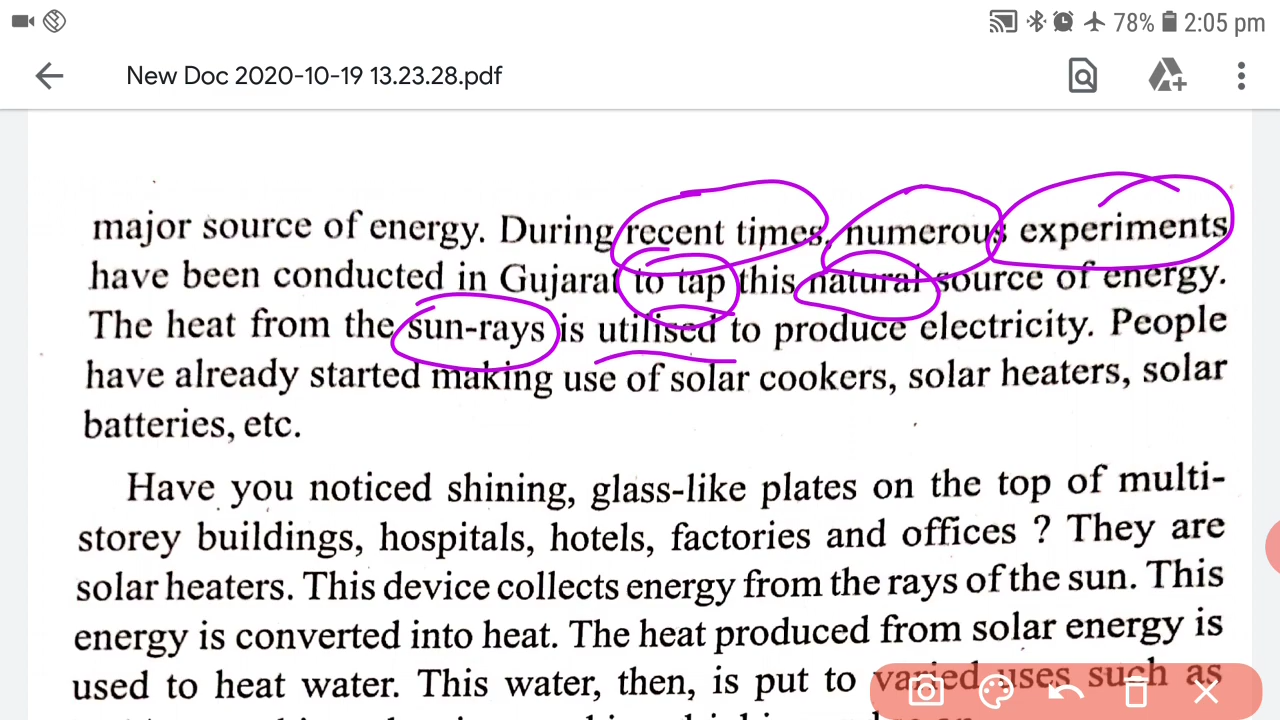 78% 2:05 pm
New Doc 2020-10-19 13.23.28.pdf
major source of energy. During recent times, numerous experiments
have been conducted in Gujarat to tap this natural source of energy.
The heat from the sun-rays is utilised to produce electricity. People
have already started making use of solar cookers, solar heaters, solar
batteries, etc.
Have you noticed shining, glass-like plates on the top of multi-
storey buildings, hospitals, hotels, factories and offices ? They are
solar heaters. This device collects energy from the rays of the sun. This
energy is converted into heat. The heat produced from solar energy is
used to heat water. This water, then, is put to varied uses such as